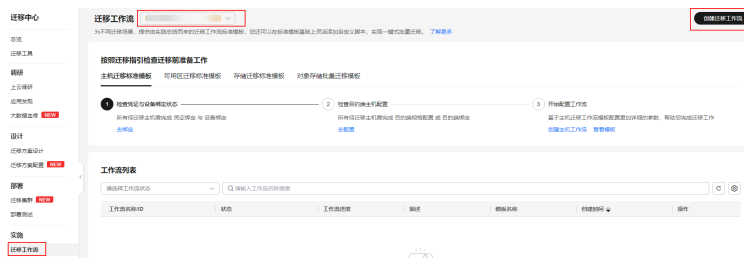 迁移中心
总览
迁移工具
调研
上云调研
应用发现
大数据血缘 NEW
设计
迁移方案设计
迁移方案配置 NEW
部署
迁移集群 NEW
部署测试
实施
迁移工作流
迁移工作流
创建迁移工作流
为不同迁移场景，提供由实践总结而来的迁移工作流标准模板，您还可以在标准模板基础上灵活添加自定义脚本，实现一键式批量迁移。 了解更多
按照迁移指引检查迁移前准备工作
主机迁移标准模板 可用区迁移标准模板 存储迁移标准模板 对象存储批量迁移模板
1 检查凭证与设备绑定状态
所有待迁移主机需完成 凭证绑定 与 设备绑定
去绑定
2 检查目的端主机配置
所有待迁移主机需完成 目的端规格配置 或 目的端绑定
去配置
3 开始配置工作流
基于主机迁移工作流模板配置更加详细的参数，帮助您完成迁移工作
创建主机工作流 查看模板
工作流列表
请选择工作流状态 请输入工作流名称搜索
工作流名称/ID 状态 工作流进度 描述 模板名称 创建时间 操作